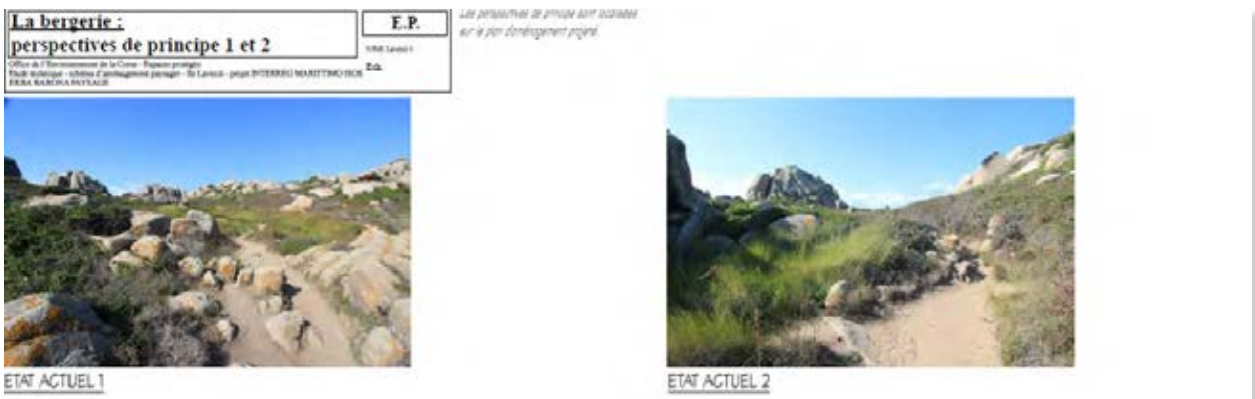 La bergerie :
perspectives de principe 1 et 2
E.P.
Office de l'Environnement de la Corse - Espaces protégés
Etude technique - schéma d'aménagement paysager - Ile Lavezzi - projet INTERREG MARITTIMO ISOS
PAYSAGE
Ech.
Les perspectives de principe sont localisées
sur le plan d'aménagement projeté.
ETAT ACTUEL 1
ETAT ACTUEL 2